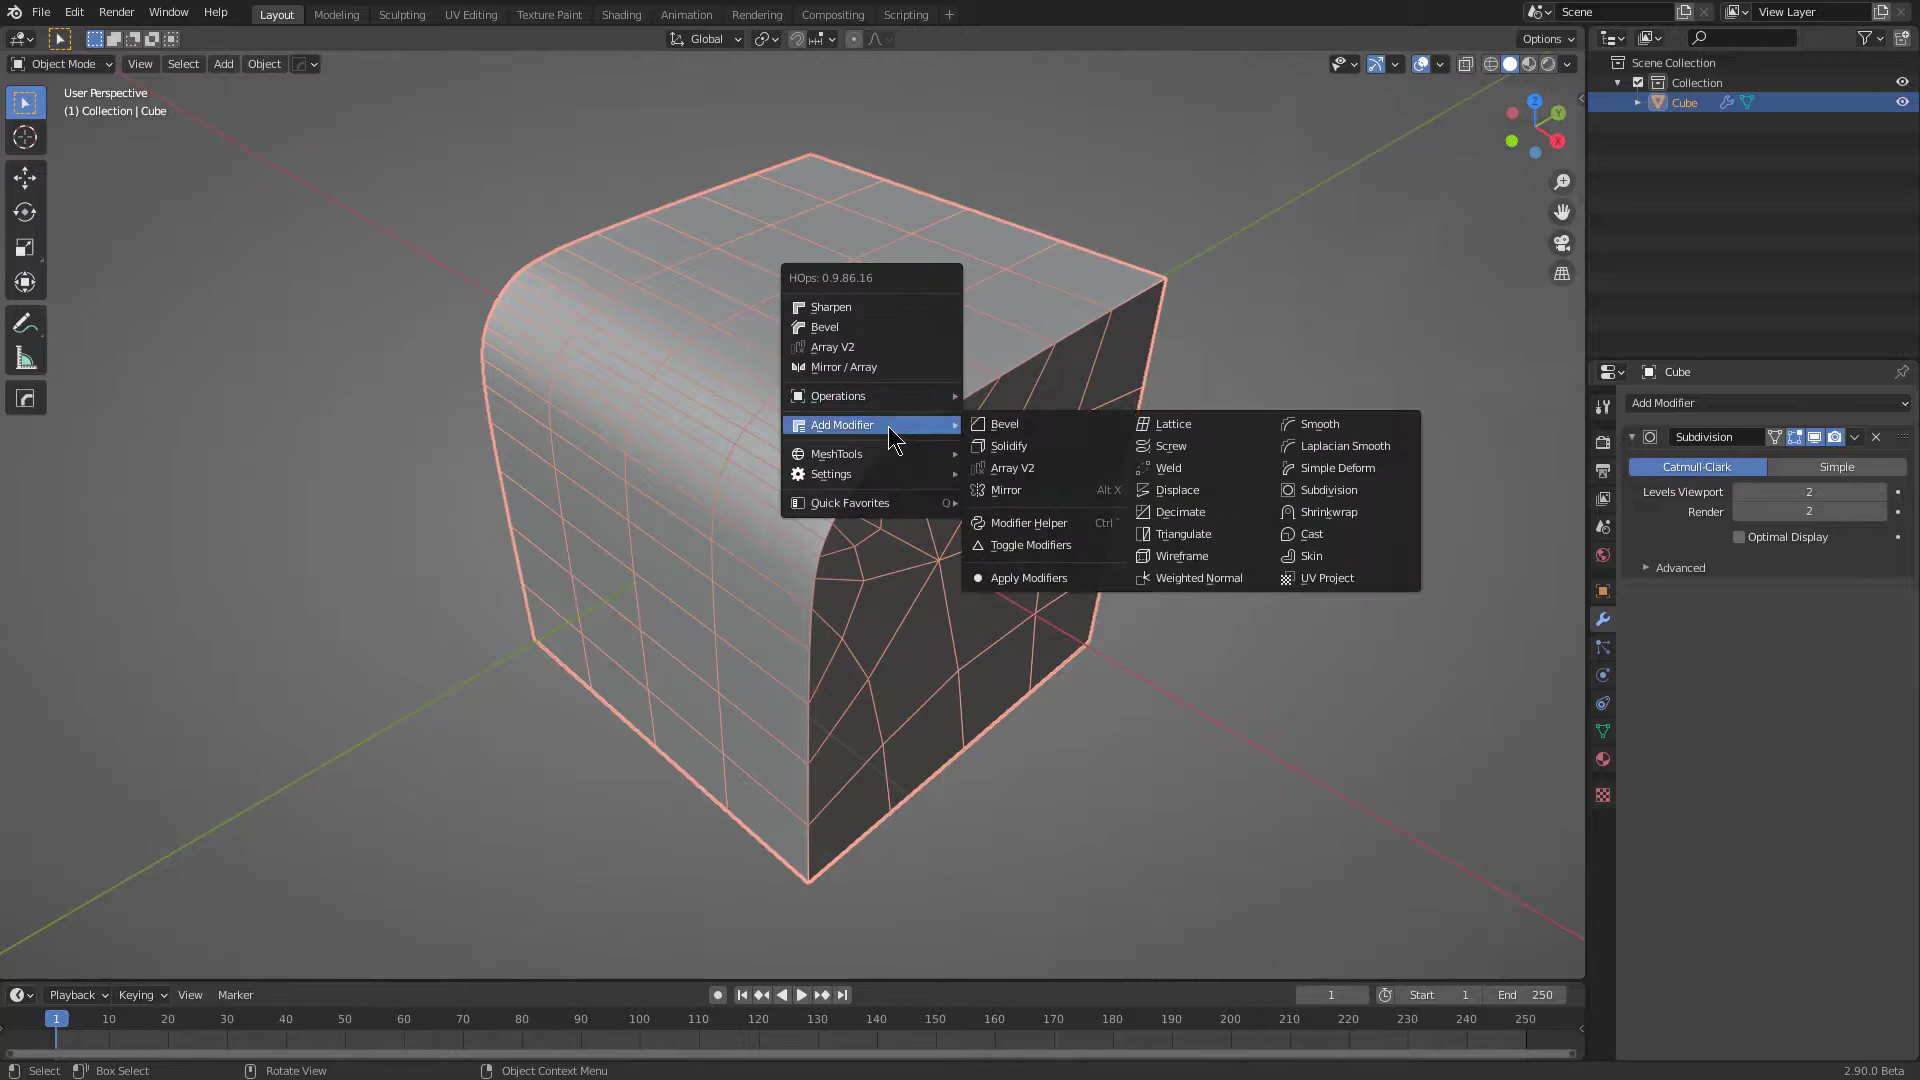 File Edit Render Window Help
Layout Modeling Sculpting UV Editing Texture Paint Shading Animation Rendering Compositing Scripting +
Scene
View Layer
Global
Options
Object Mode View Select Add Object
User Perspective
(1) Collection | Cube
Z
Y
X
HOps: 0.9.86.16
Sharpen
Bevel
Array V2
Mirror / Array
Operations
Add Modifier
MeshTools
Settings
Quick Favorites Q
Bevel
Solidify
Array V2
Mirror Alt X
Modifier Helper Ctrl `
Toggle Modifiers
Apply Modifiers
Lattice
Screw
Weld
Displace
Decimate
Triangulate
Wireframe
Weighted Normal
Smooth
Laplacian Smooth
Simple Deform
Subdivision
Shrinkwrap
Cast
Skin
UV Project
Scene Collection
Collection
Cube
Cube
Add Modifier
Subdivision
Catmull-Clark Simple
Levels Viewport 2
Render 2
Optimal Display
Advanced
Playback Keying View Marker
1 Start 1 End 250
1 10 20 30 40 50 60 70 80 90 100 110 120 130 140 150 160 170 180 190 200 210 220 230 240 250
Select Box Select Rotate View Object Context Menu 2.90.0 Beta